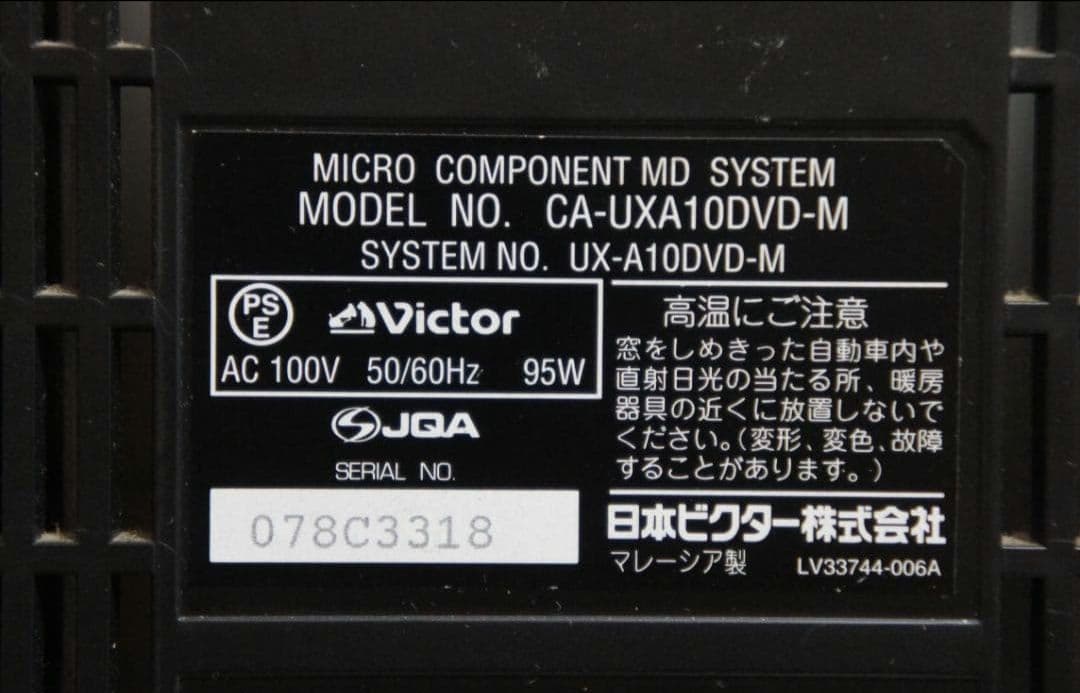 MICRO COMPONENT MD SYSTEM
MODEL NO. CA-UXA10DVD-M
SYSTEM NO. UX-A10DVD-M
PS
E
Victor
AC 100V 50/60Hz 95W
JQA
SERIAL NO.
078C3318
高温にご注意
窓をしめきった自動車内や
直射日光の当たる所、暖房
器具の近くに放置しないで
ください。(変形、変色、故障
することがあります。)
日本ビクター株式会社
マレーシア製 LV33744-006A